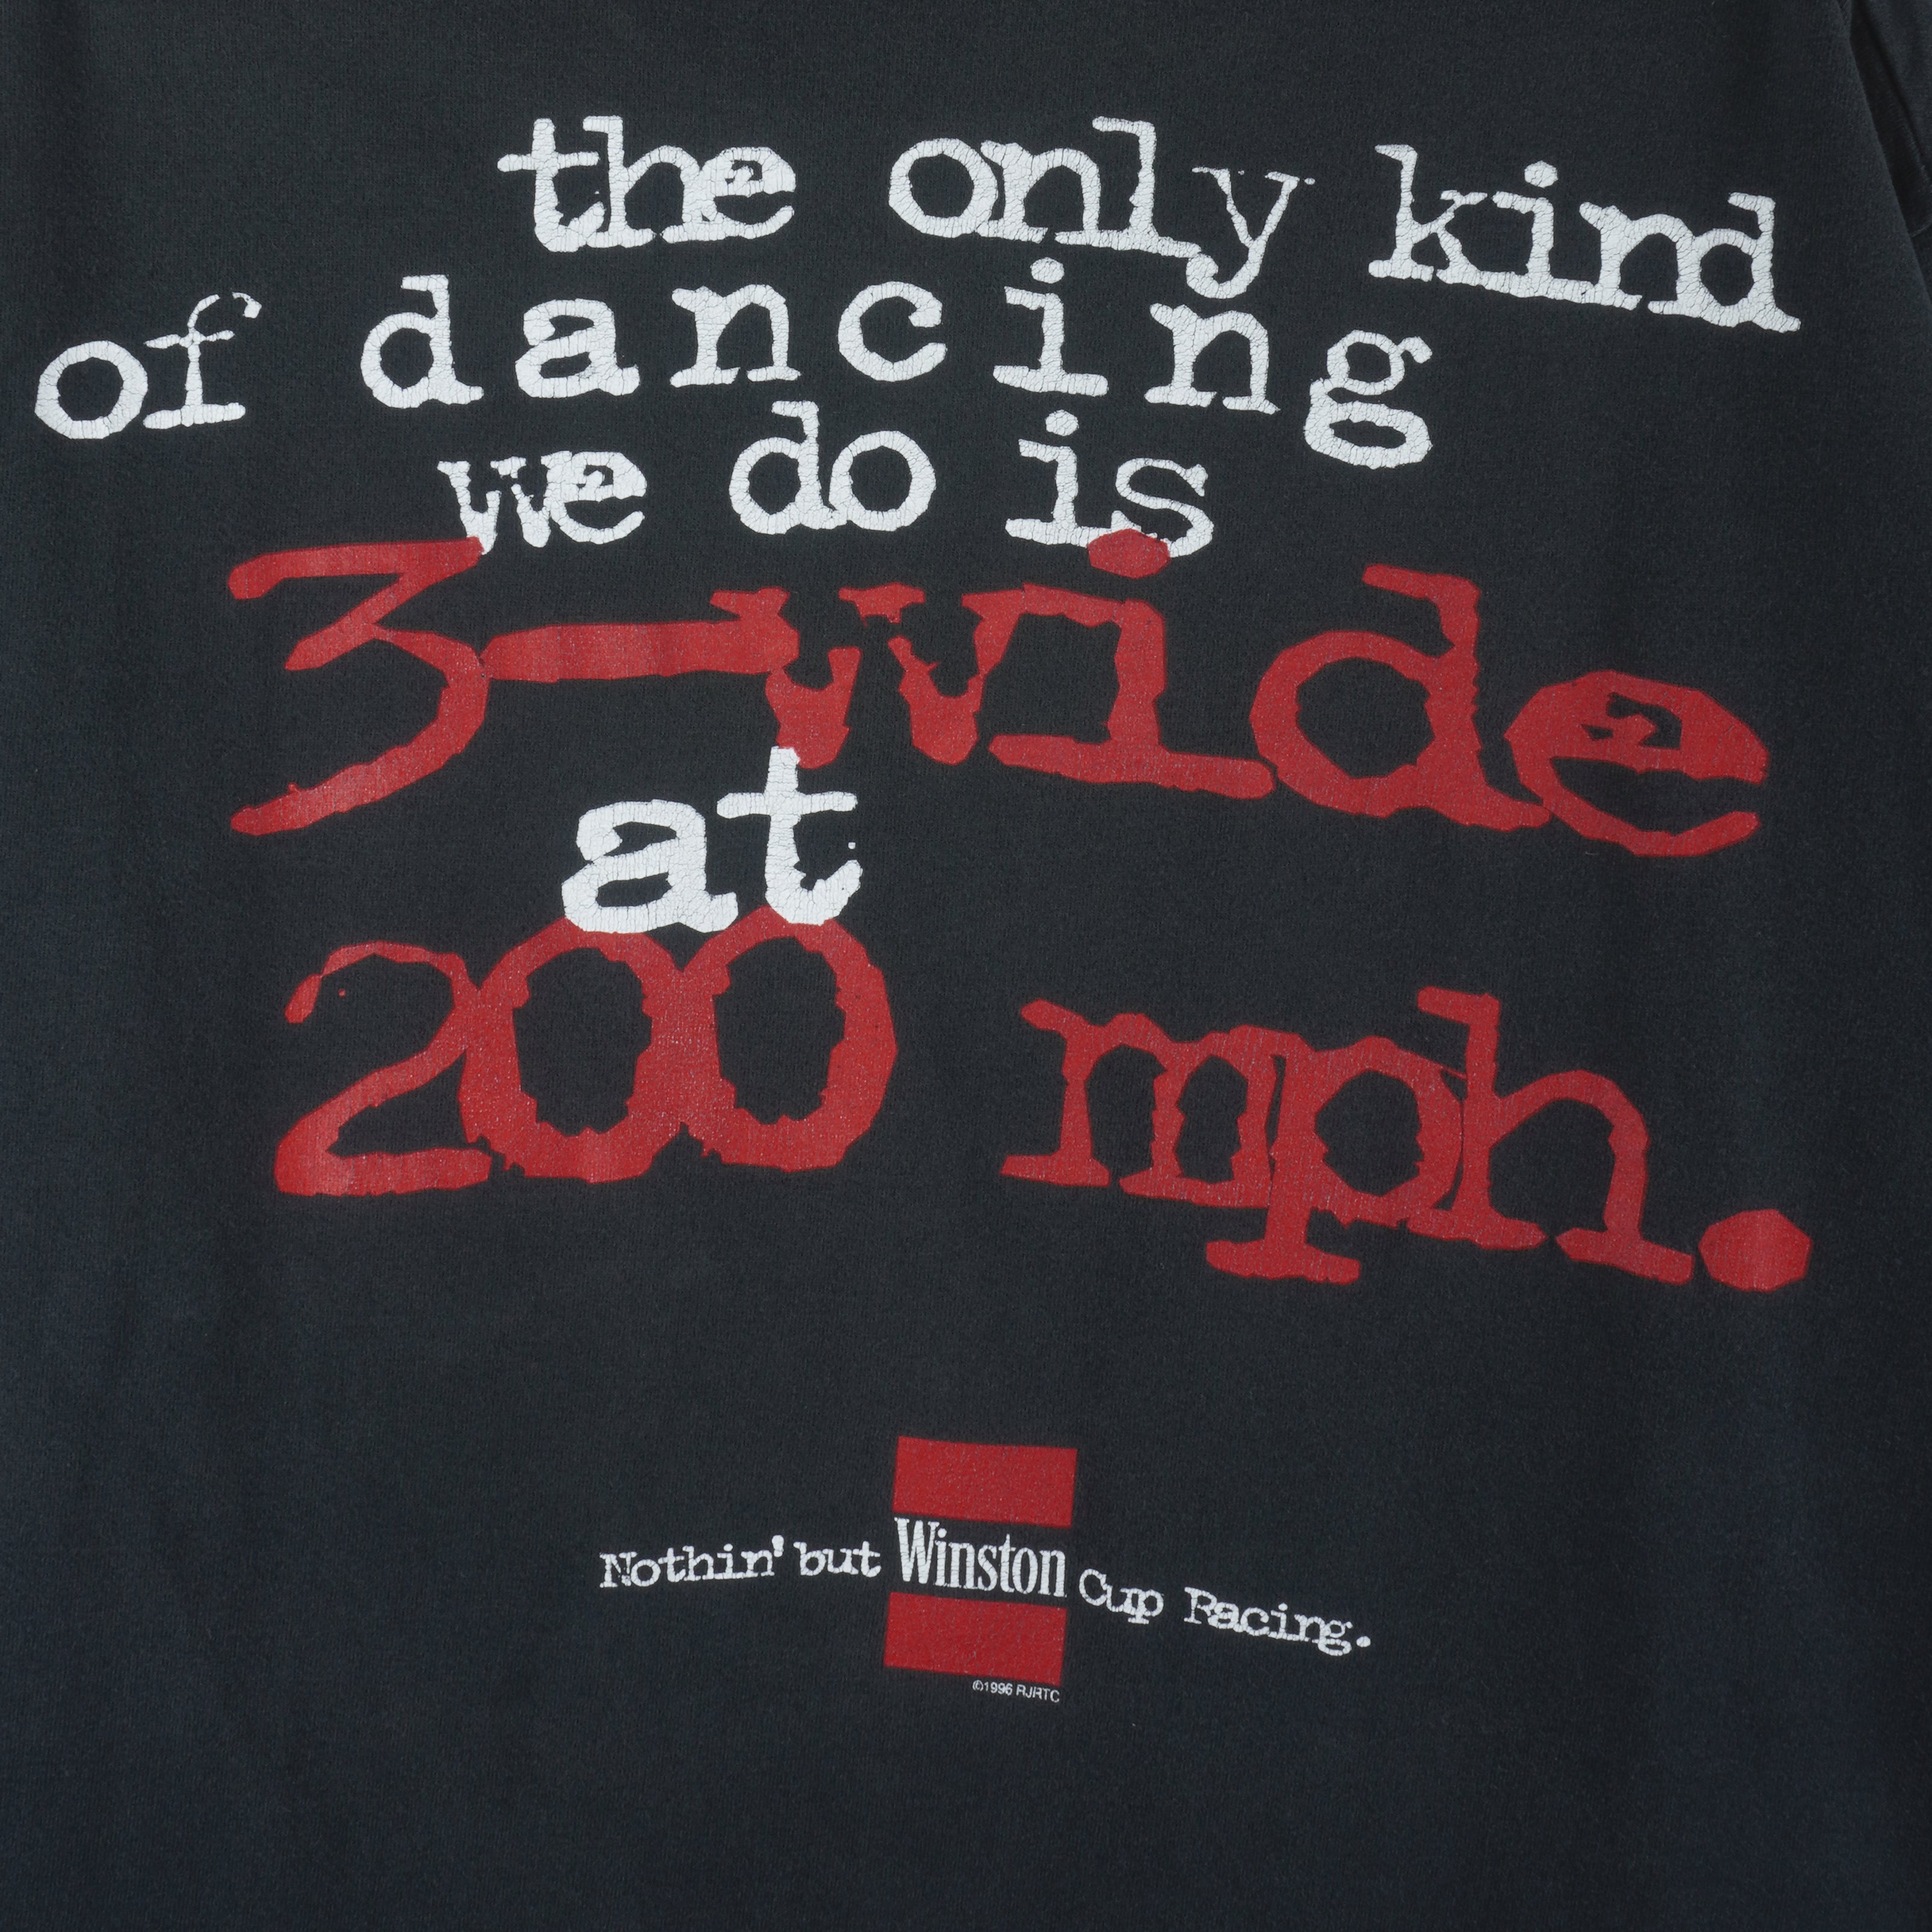 the only kind
of dancing
we do is
3-wide
at
200 mph.
Nothin' but Winston Cup Racing.
©1996 RJRTC